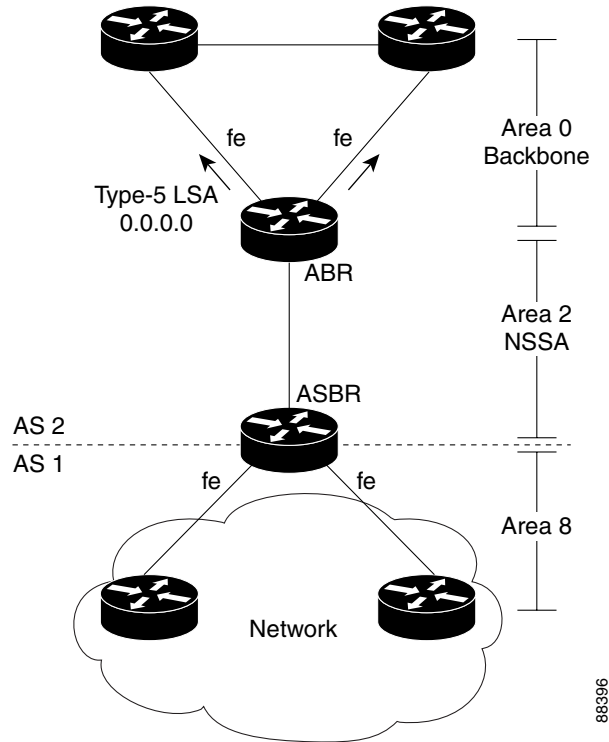 fe
fe
Area 0
Backbone
Type-5 LSA
0.0.0.0
ABR
Area 2
NSSA
ASBR
AS 2
AS 1
fe
fe
Area 8
Network
88396